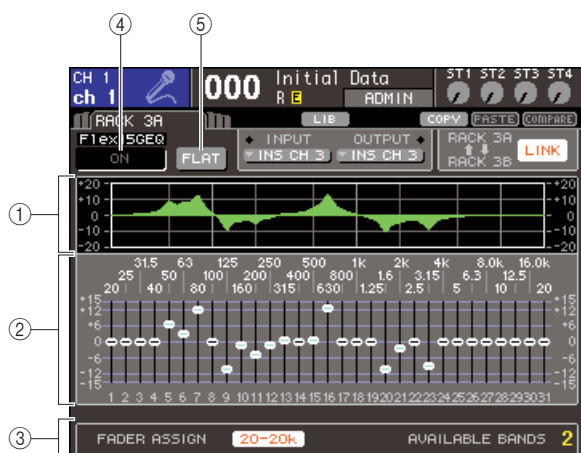 ④ ⑤
CH 1
ch 1
000
Initial Data
R E ADMIN
ST1 ST2 ST3 ST4
RACK 3A
LIB
COPY PASTE COMPARE
Flex15GEQ
ON
FLAT
INPUT
INS CH 3
OUTPUT
INS CH 3
RACK 3A
RACK 3B
LINK
①
+20 +20
+10 +10
0 0
-10 -10
-20 -20
②
31.5 63 125 250 500 1k 2k 4k 8.0k 16.0k
25 50 100 200 400 800 1.6 3.15 6.3 12.5
20 40 80 160 315 630 1.25 2.5 5 10 20
+15 +15
+12 +12
+6 +6
0 0
-6 -6
-12 -12
-15 -15
1 2 3 4 5 6 7 8 9 10 11 12 13 14 15 16 17 18 19 20 21 22 23 24 25 26 27 28 29 30 31
③
FADER ASSIGN 20-20k AVAILABLE BANDS 2